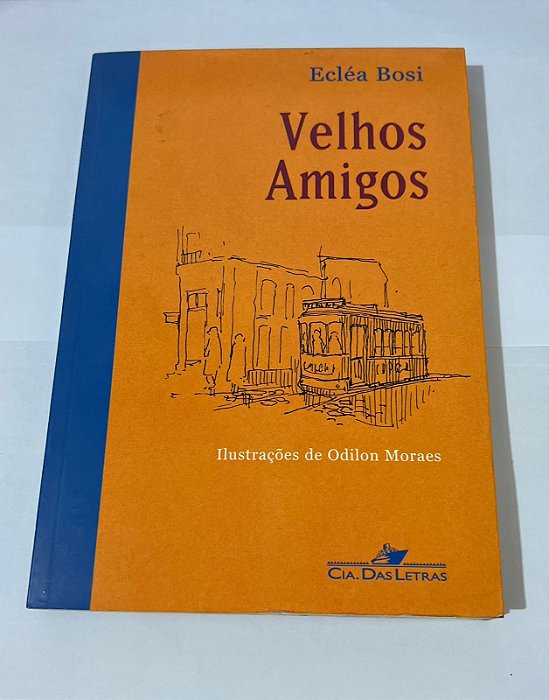 Ecléa Bosi
Velhos
Amigos
Ilustrações de Odilon Moraes
CIA. DAS LETRAS